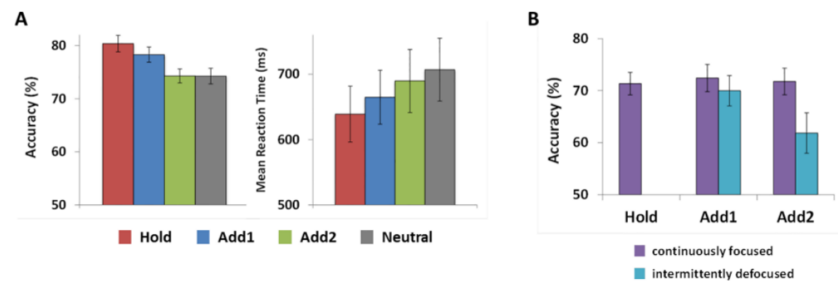 A
Accuracy (%)
80
70
60
50
Mean Reaction Time (ms)
700
600
500
Hold
Add1
Add2
Neutral
B
Accuracy (%)
80
70
60
50
Hold
Add1
Add2
continuously focused
intermittently defocused